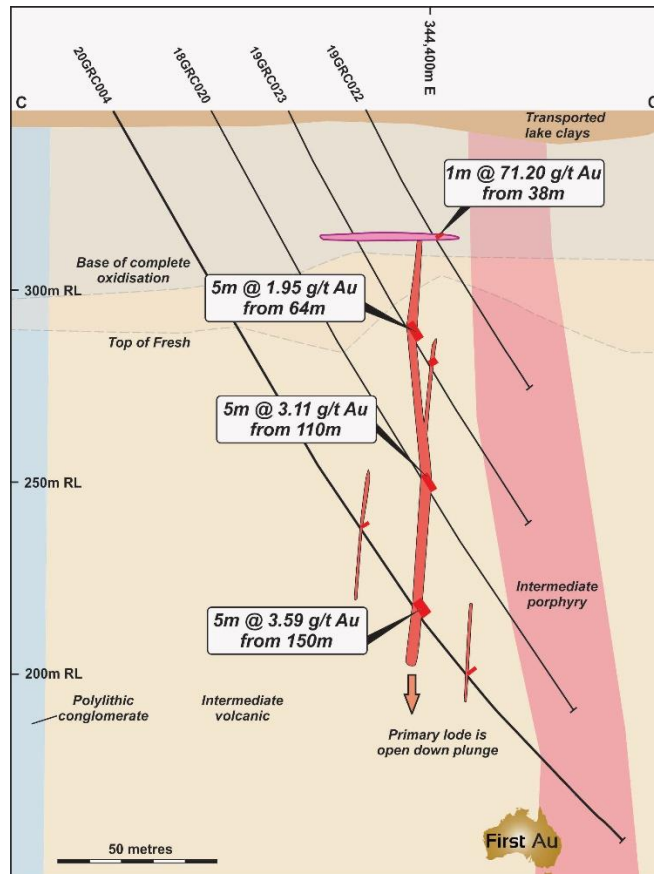 344,400m E
20GRC004
18GRC020
19GRC023
19GRC022
C
C
Transported
lake clays
1m @ 71.20 g/t Au
from 38m
Base of complete
oxidisation
300m RL
5m @ 1.95 g/t Au
from 64m
Top of Fresh
5m @ 3.11 g/t Au
from 110m
250m RL
Intermediate
porphyry
5m @ 3.59 g/t Au
from 150m
200m RL
Polylithic
conglomerate
Intermediate
volcanic
Primary lode is
open down plunge
50 metres
First Au